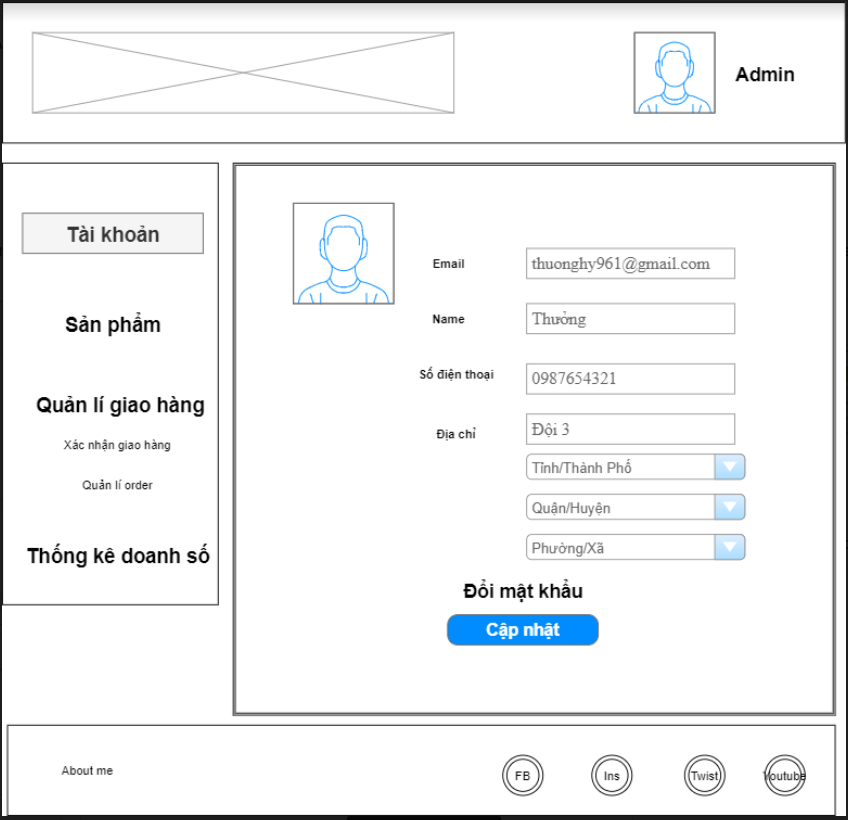 Admin
Tài khoản
Sản phẩm
Quản lí giao hàng
Xác nhận giao hàng
Quản lí order
Thống kê doanh số
Email
thuonghy961@gmail.com
Name
Thưởng
Số điện thoại
0987654321
Địa chỉ
Đội 3
Tỉnh/Thành Phố
Quận/Huyện
Phường/Xã
Đổi mật khẩu
Cập nhật
About me
FB
Ins
Twist
Youtube